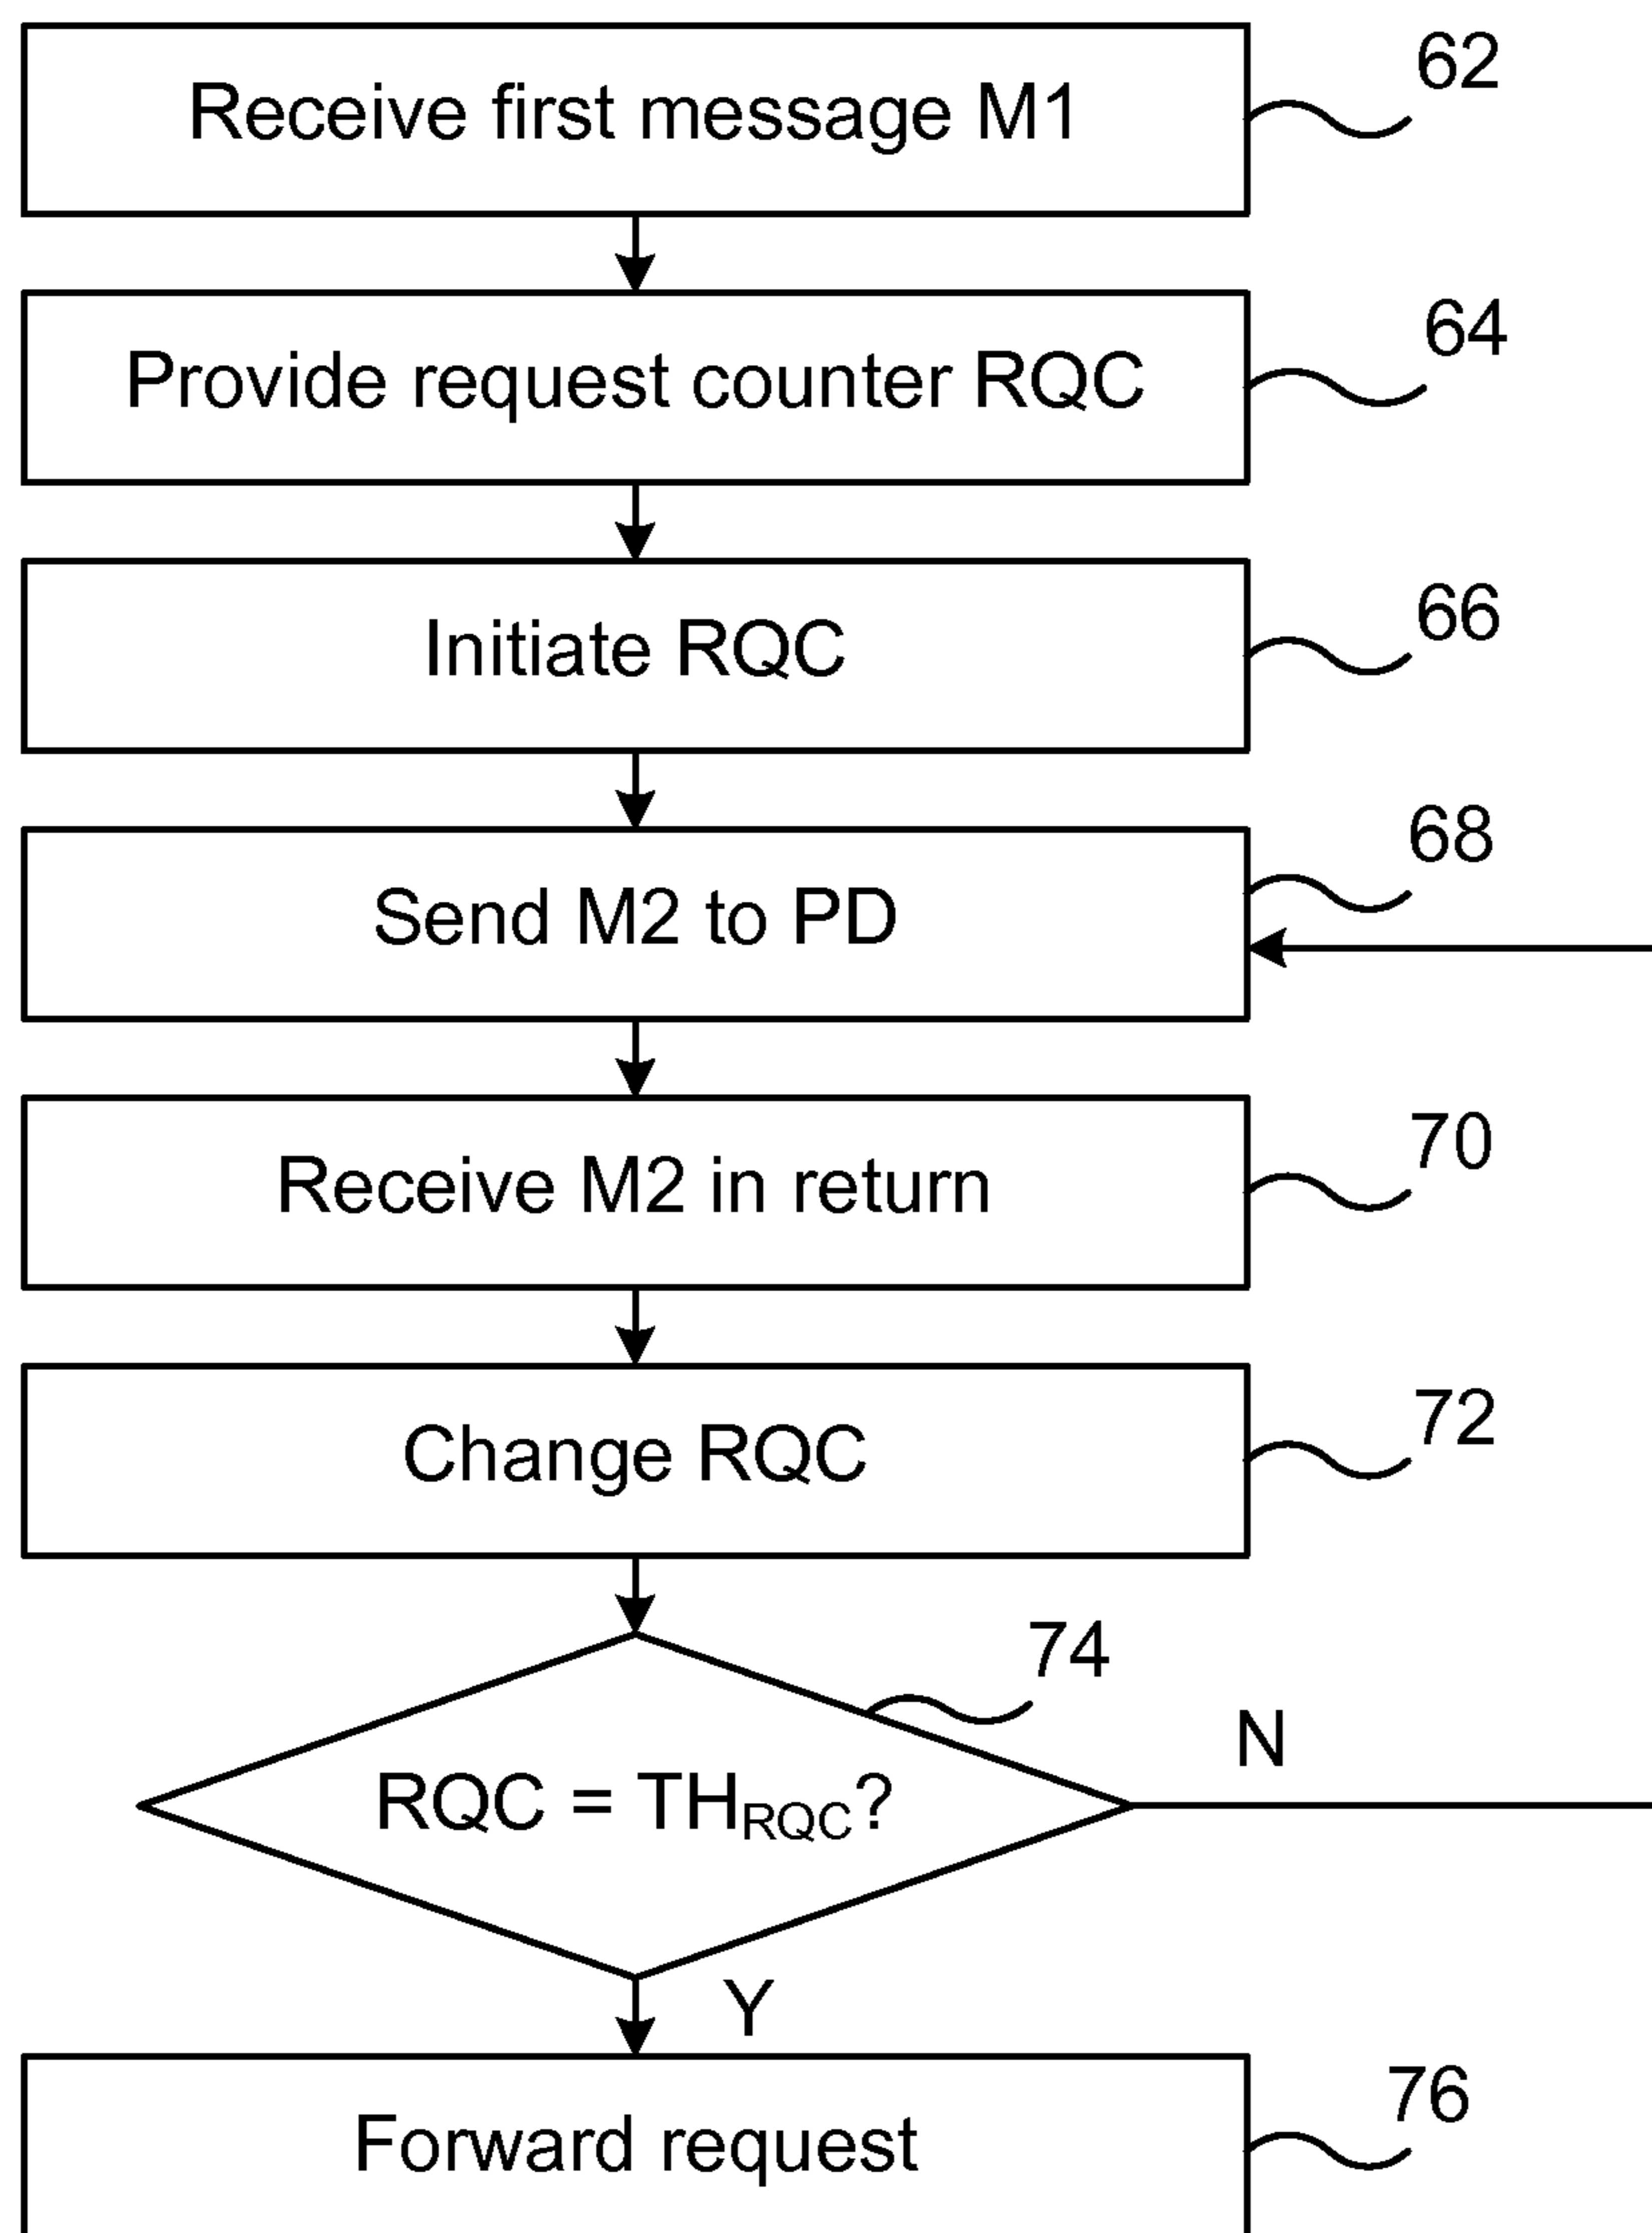 Receive first message M1
62
Provide request counter RQC
64
Initiate RQC
66
Send M2 to PD
68
Receive M2 in return
70
Change RQC
72
74
RQC = THRQC?
N
Y
Forward request
76